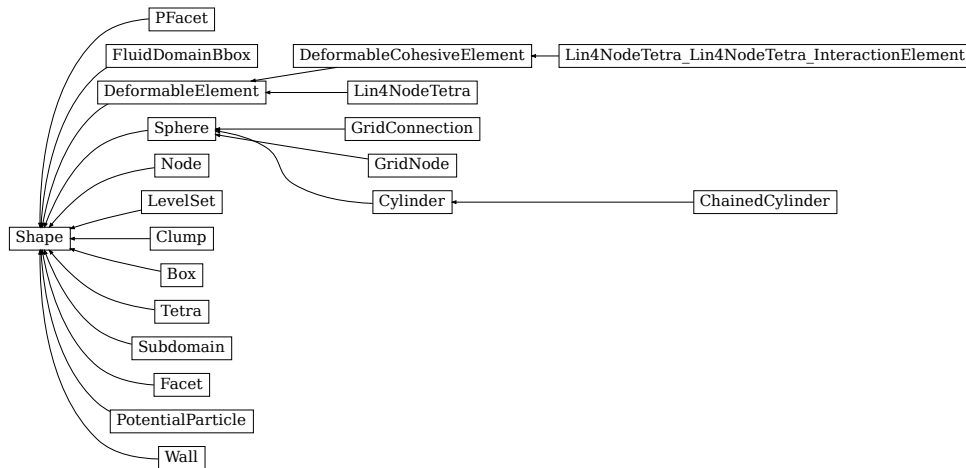 PFacet
FluidDomainBbox
DeformableCohesiveElement
Lin4NodeTetra_Lin4NodeTetra_InteractionElement
DeformableElement
Lin4NodeTetra
Sphere
GridConnection
Node
GridNode
LevelSet
Cylinder
ChainedCylinder
Shape
Clump
Box
Tetra
Subdomain
Facet
PotentialParticle
Wall